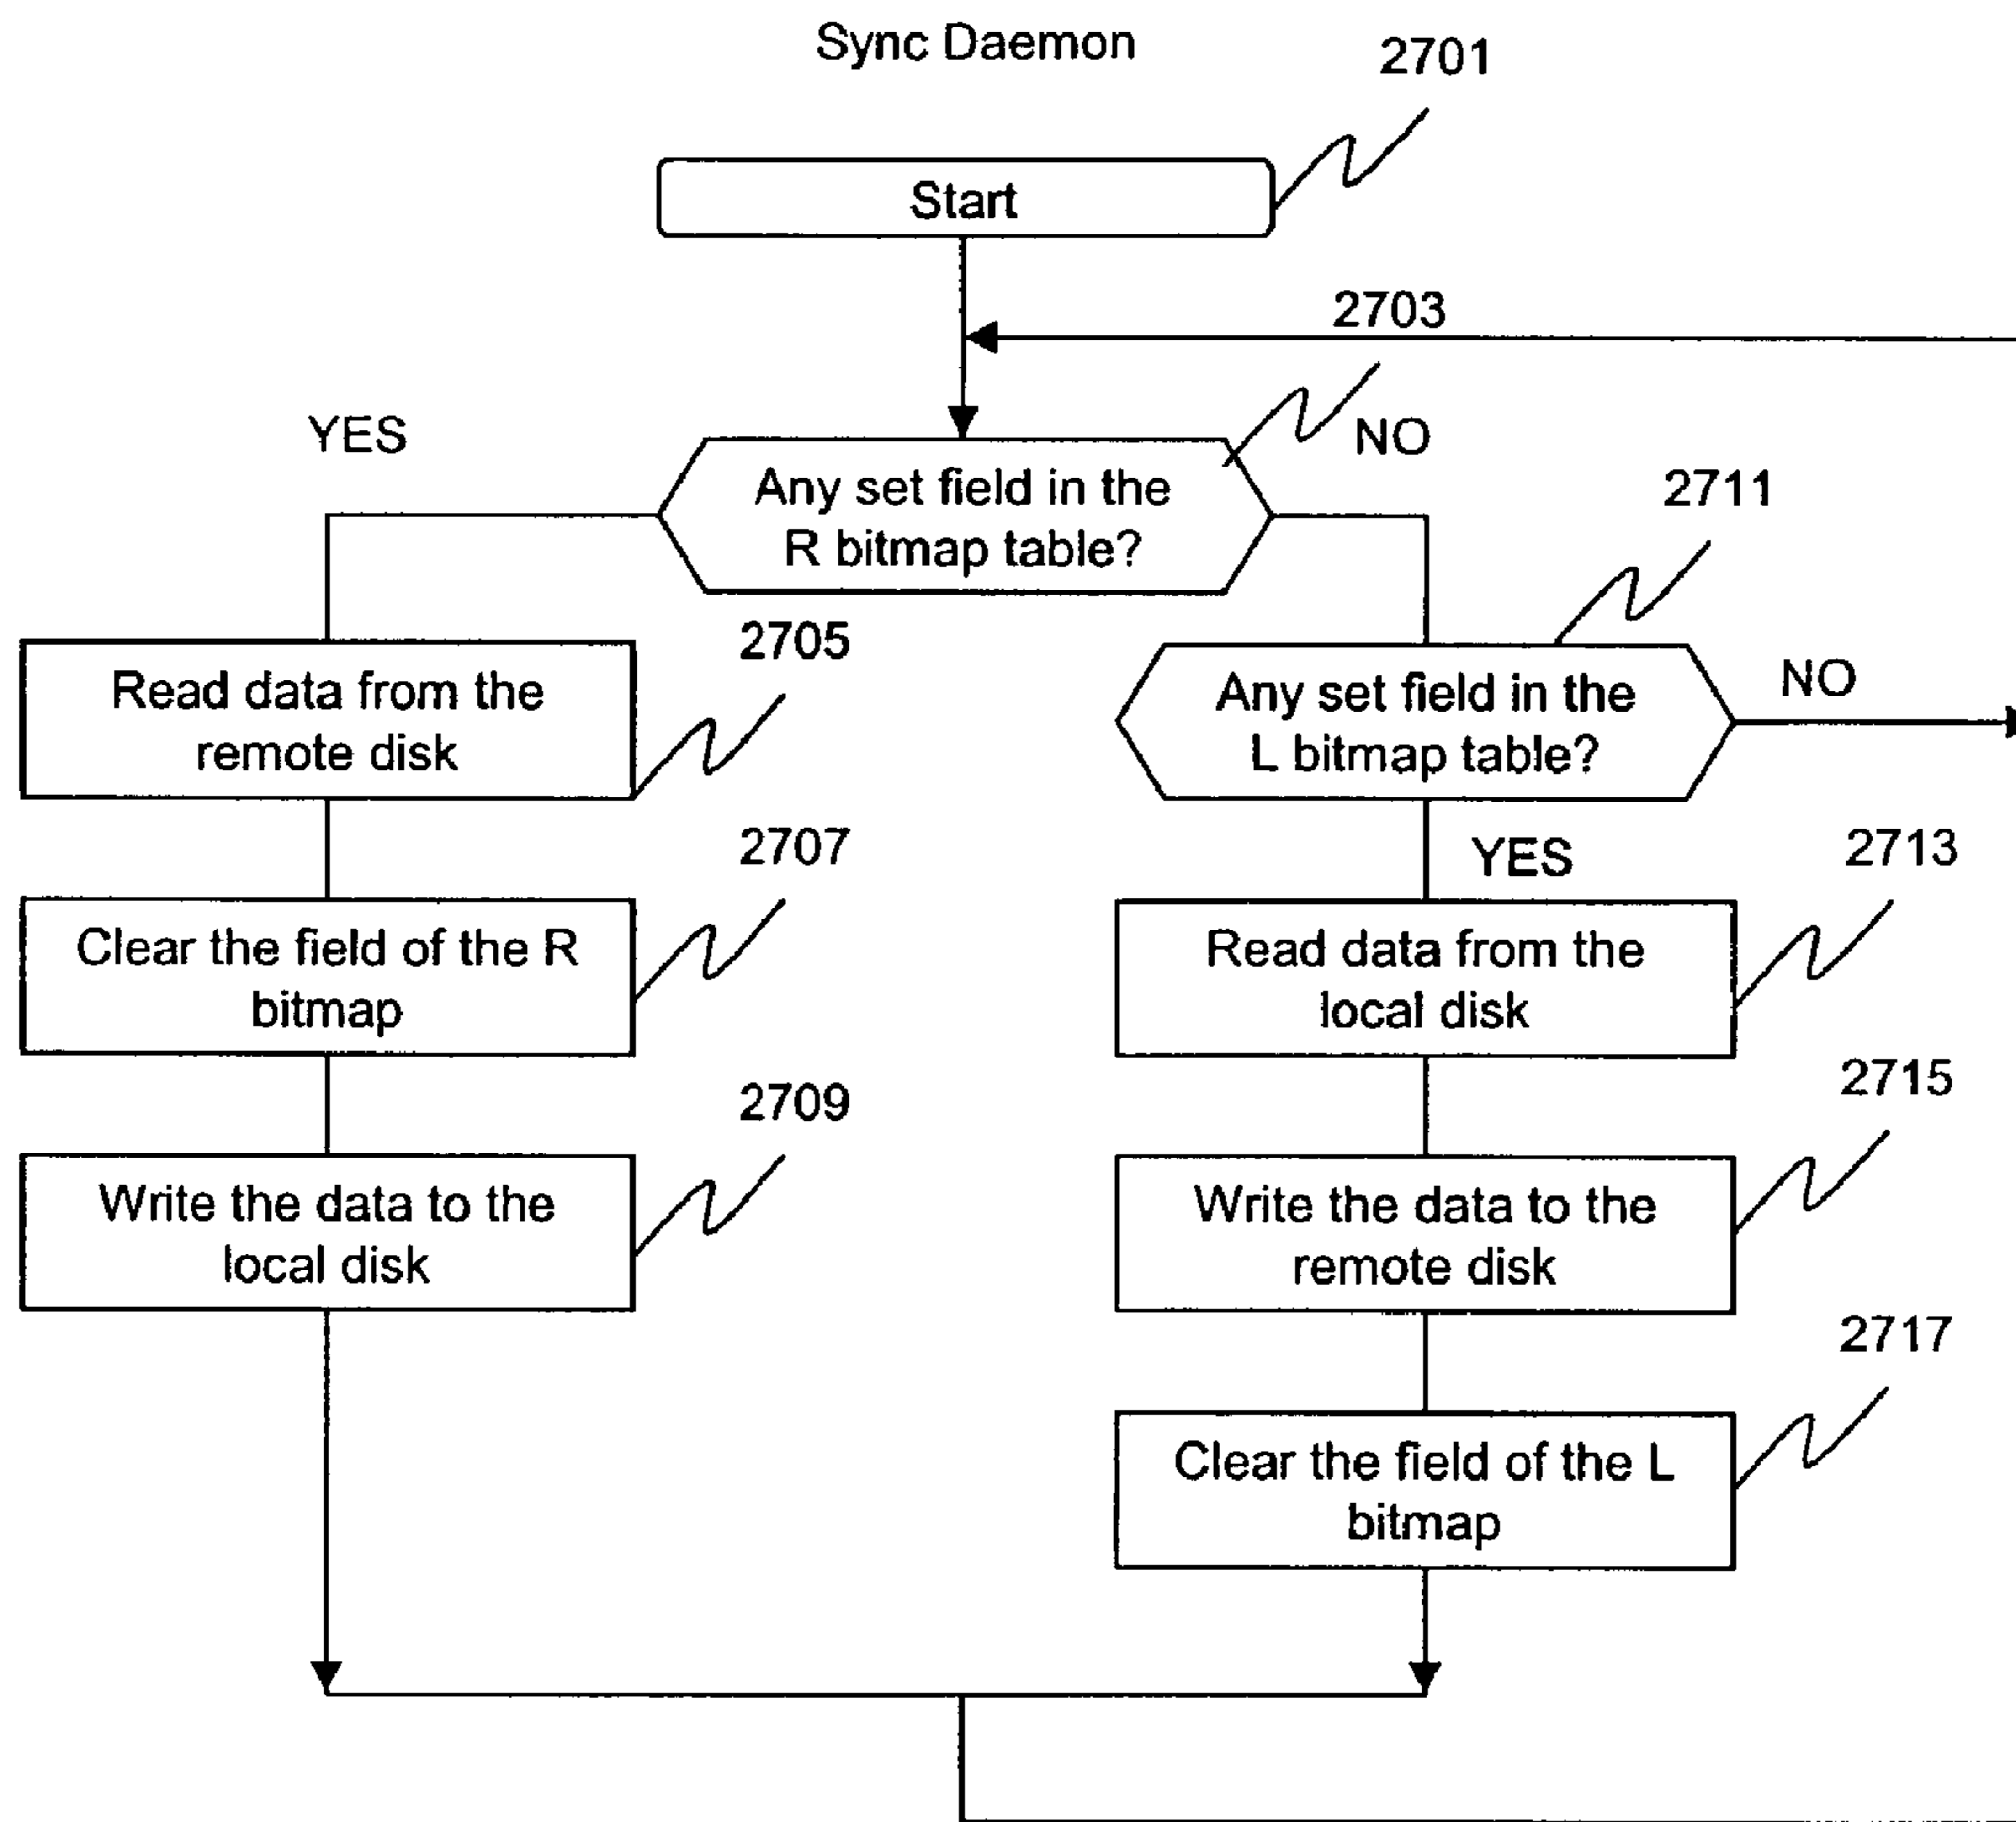 Sync Daemon
2701
Start
2703
YES
NO
Any set field in the
R bitmap table?
2711
2705
Read data from the
remote disk
Any set field in the
L bitmap table?
NO
2707
YES
2713
Clear the field of the R
bitmap
Read data from the
local disk
2709
2715
Write the data to the
local disk
Write the data to the
remote disk
2717
Clear the field of the L
bitmap